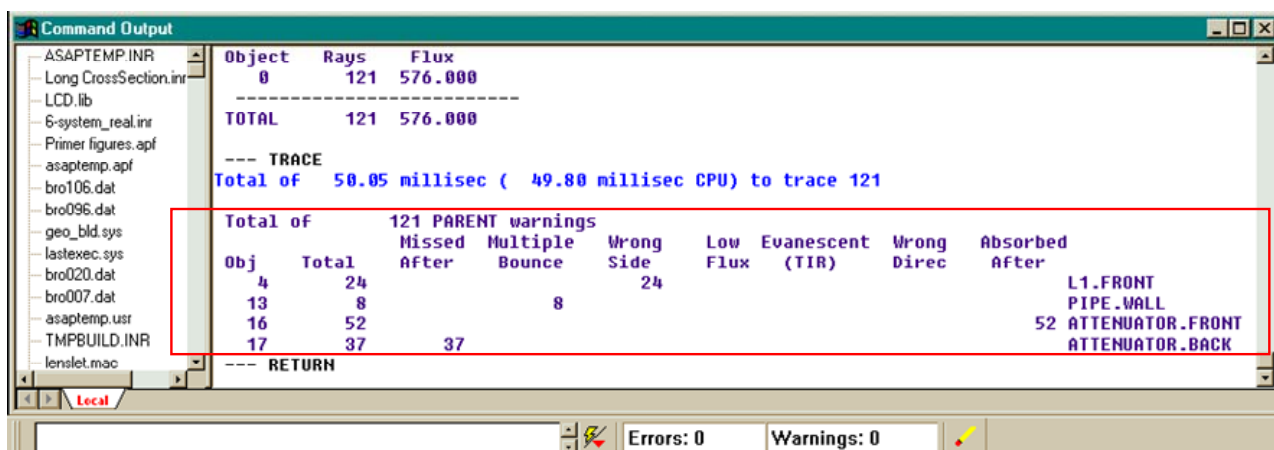 Command Output
ASAPTEMP.INR
Long CrossSection.inr
LCD.lib
6-system_real.inr
Primer figures.apf
asaptemp.apf
bro106.dat
bro096.dat
geo_bld.sys
lastexec.sys
bro020.dat
bro007.dat
asaptemp.usr
TMPBUILD.INR
lenslet.mac
Local
Object Rays Flux
0 121 576.000
---------------------------
TOTAL 121 576.000
--- TRACE
Total of 50.05 millisec ( 49.80 millisec CPU) to trace 121
Total of 121 PARENT warnings
Missed Multiple Wrong Low Evanescent Wrong Absorbed
Obj Total After Bounce Side Flux (TIR) Direc After
4 24 24 L1.FRONT
13 8 8 PIPE.WALL
16 52 52 ATTENUATOR.FRONT
17 37 37 ATTENUATOR.BACK
--- RETURN
Errors: 0 Warnings: 0